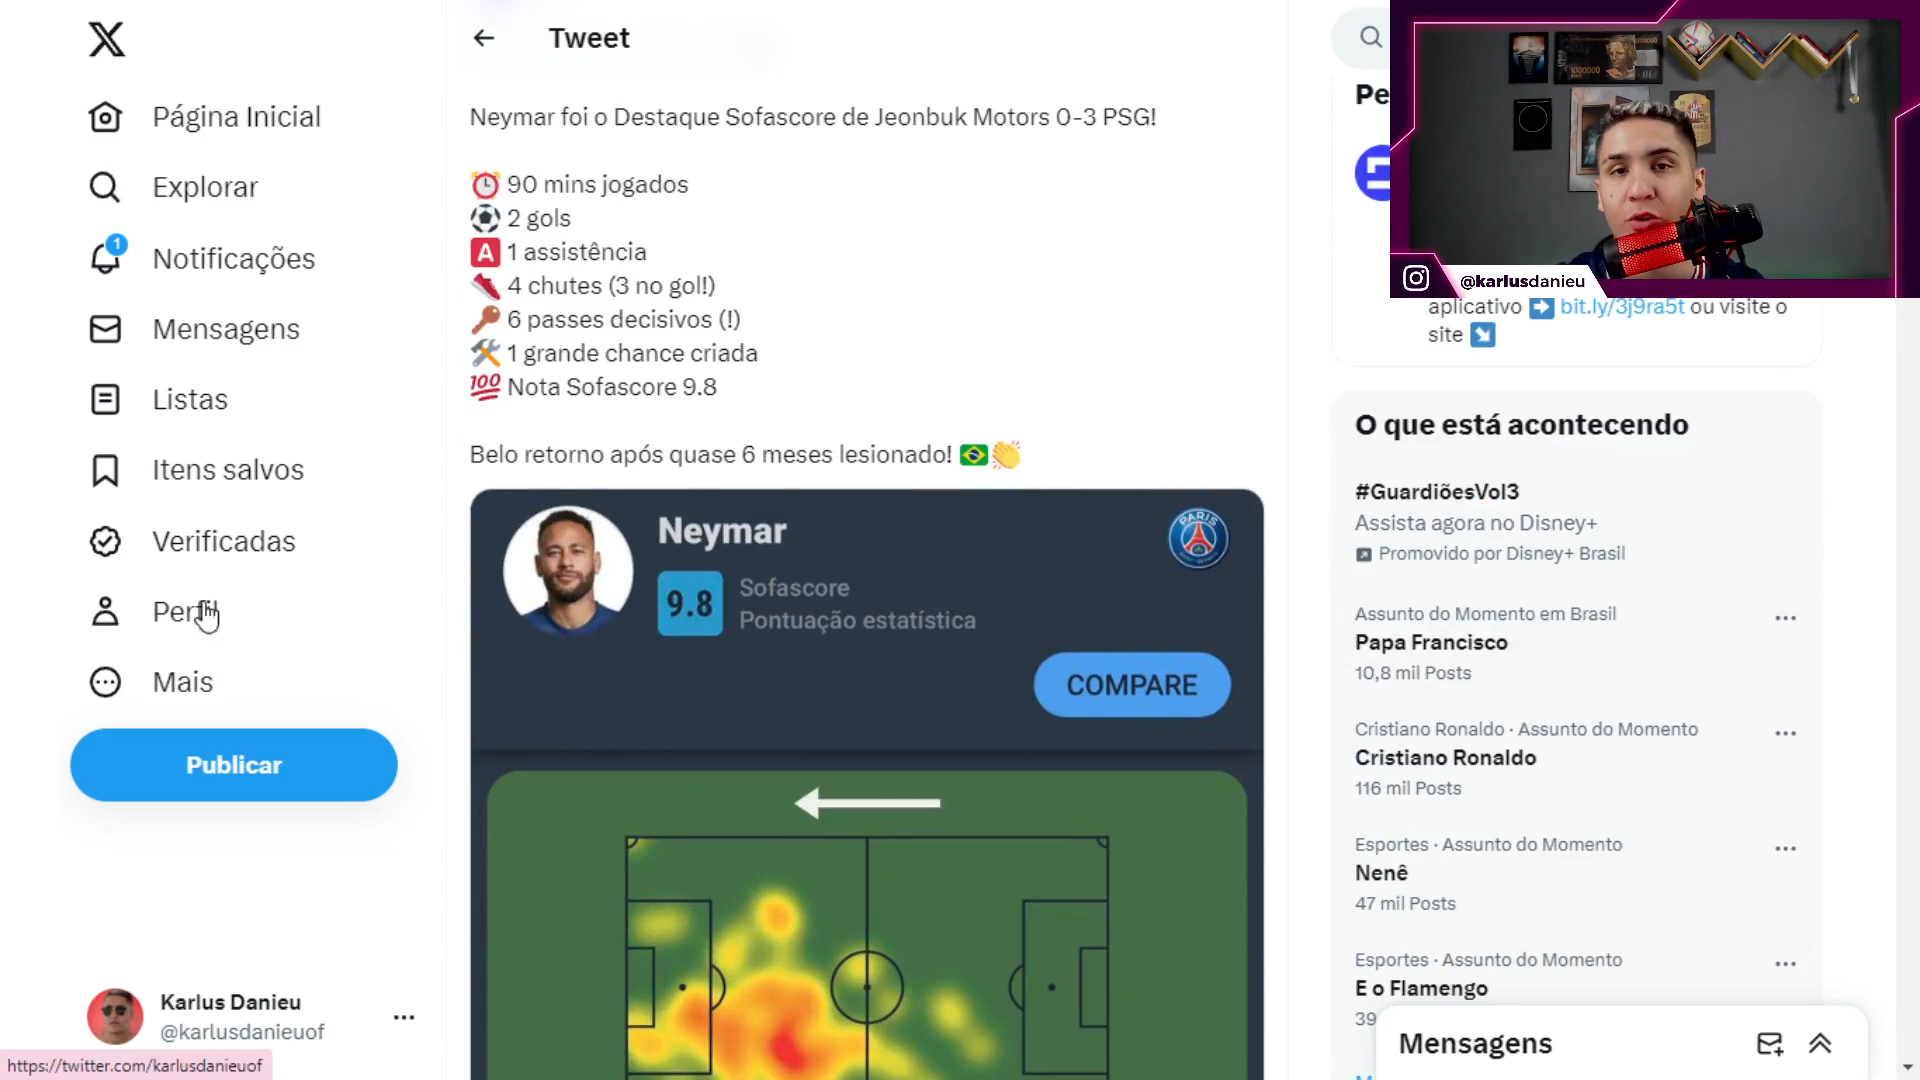 Página Inicial
Explorar
1
Notificações
Mensagens
Listas
Itens salvos
Verificadas
Perfil
Mais
Publicar
Karlus Danieu
@karlusdanieuof
https://twitter.com/karlusdanieuof
Tweet
Neymar foi o Destaque Sofascore de Jeonbuk Motors 0-3 PSG!
90 mins jogados
2 gols
A 1 assistência
4 chutes (3 no gol!)
6 passes decisivos (!)
1 grande chance criada
100 Nota Sofascore 9.8
Belo retorno após quase 6 meses lesionado!
Neymar
PARIS
9.8
Sofascore
Pontuação estatística
COMPARE
Pe
1000000
@karlusdanieu
aplicativo bit.ly/3j9ra5t ou visite o
site
O que está acontecendo
#GuardiõesVol3
Assista agora no Disney+
Promovido por Disney+ Brasil
Assunto do Momento em Brasil
Papa Francisco
10,8 mil Posts
Cristiano Ronaldo · Assunto do Momento
Cristiano Ronaldo
116 mil Posts
Esportes · Assunto do Momento
Nenê
47 mil Posts
Esportes · Assunto do Momento
E o Flamengo
39
Mensagens